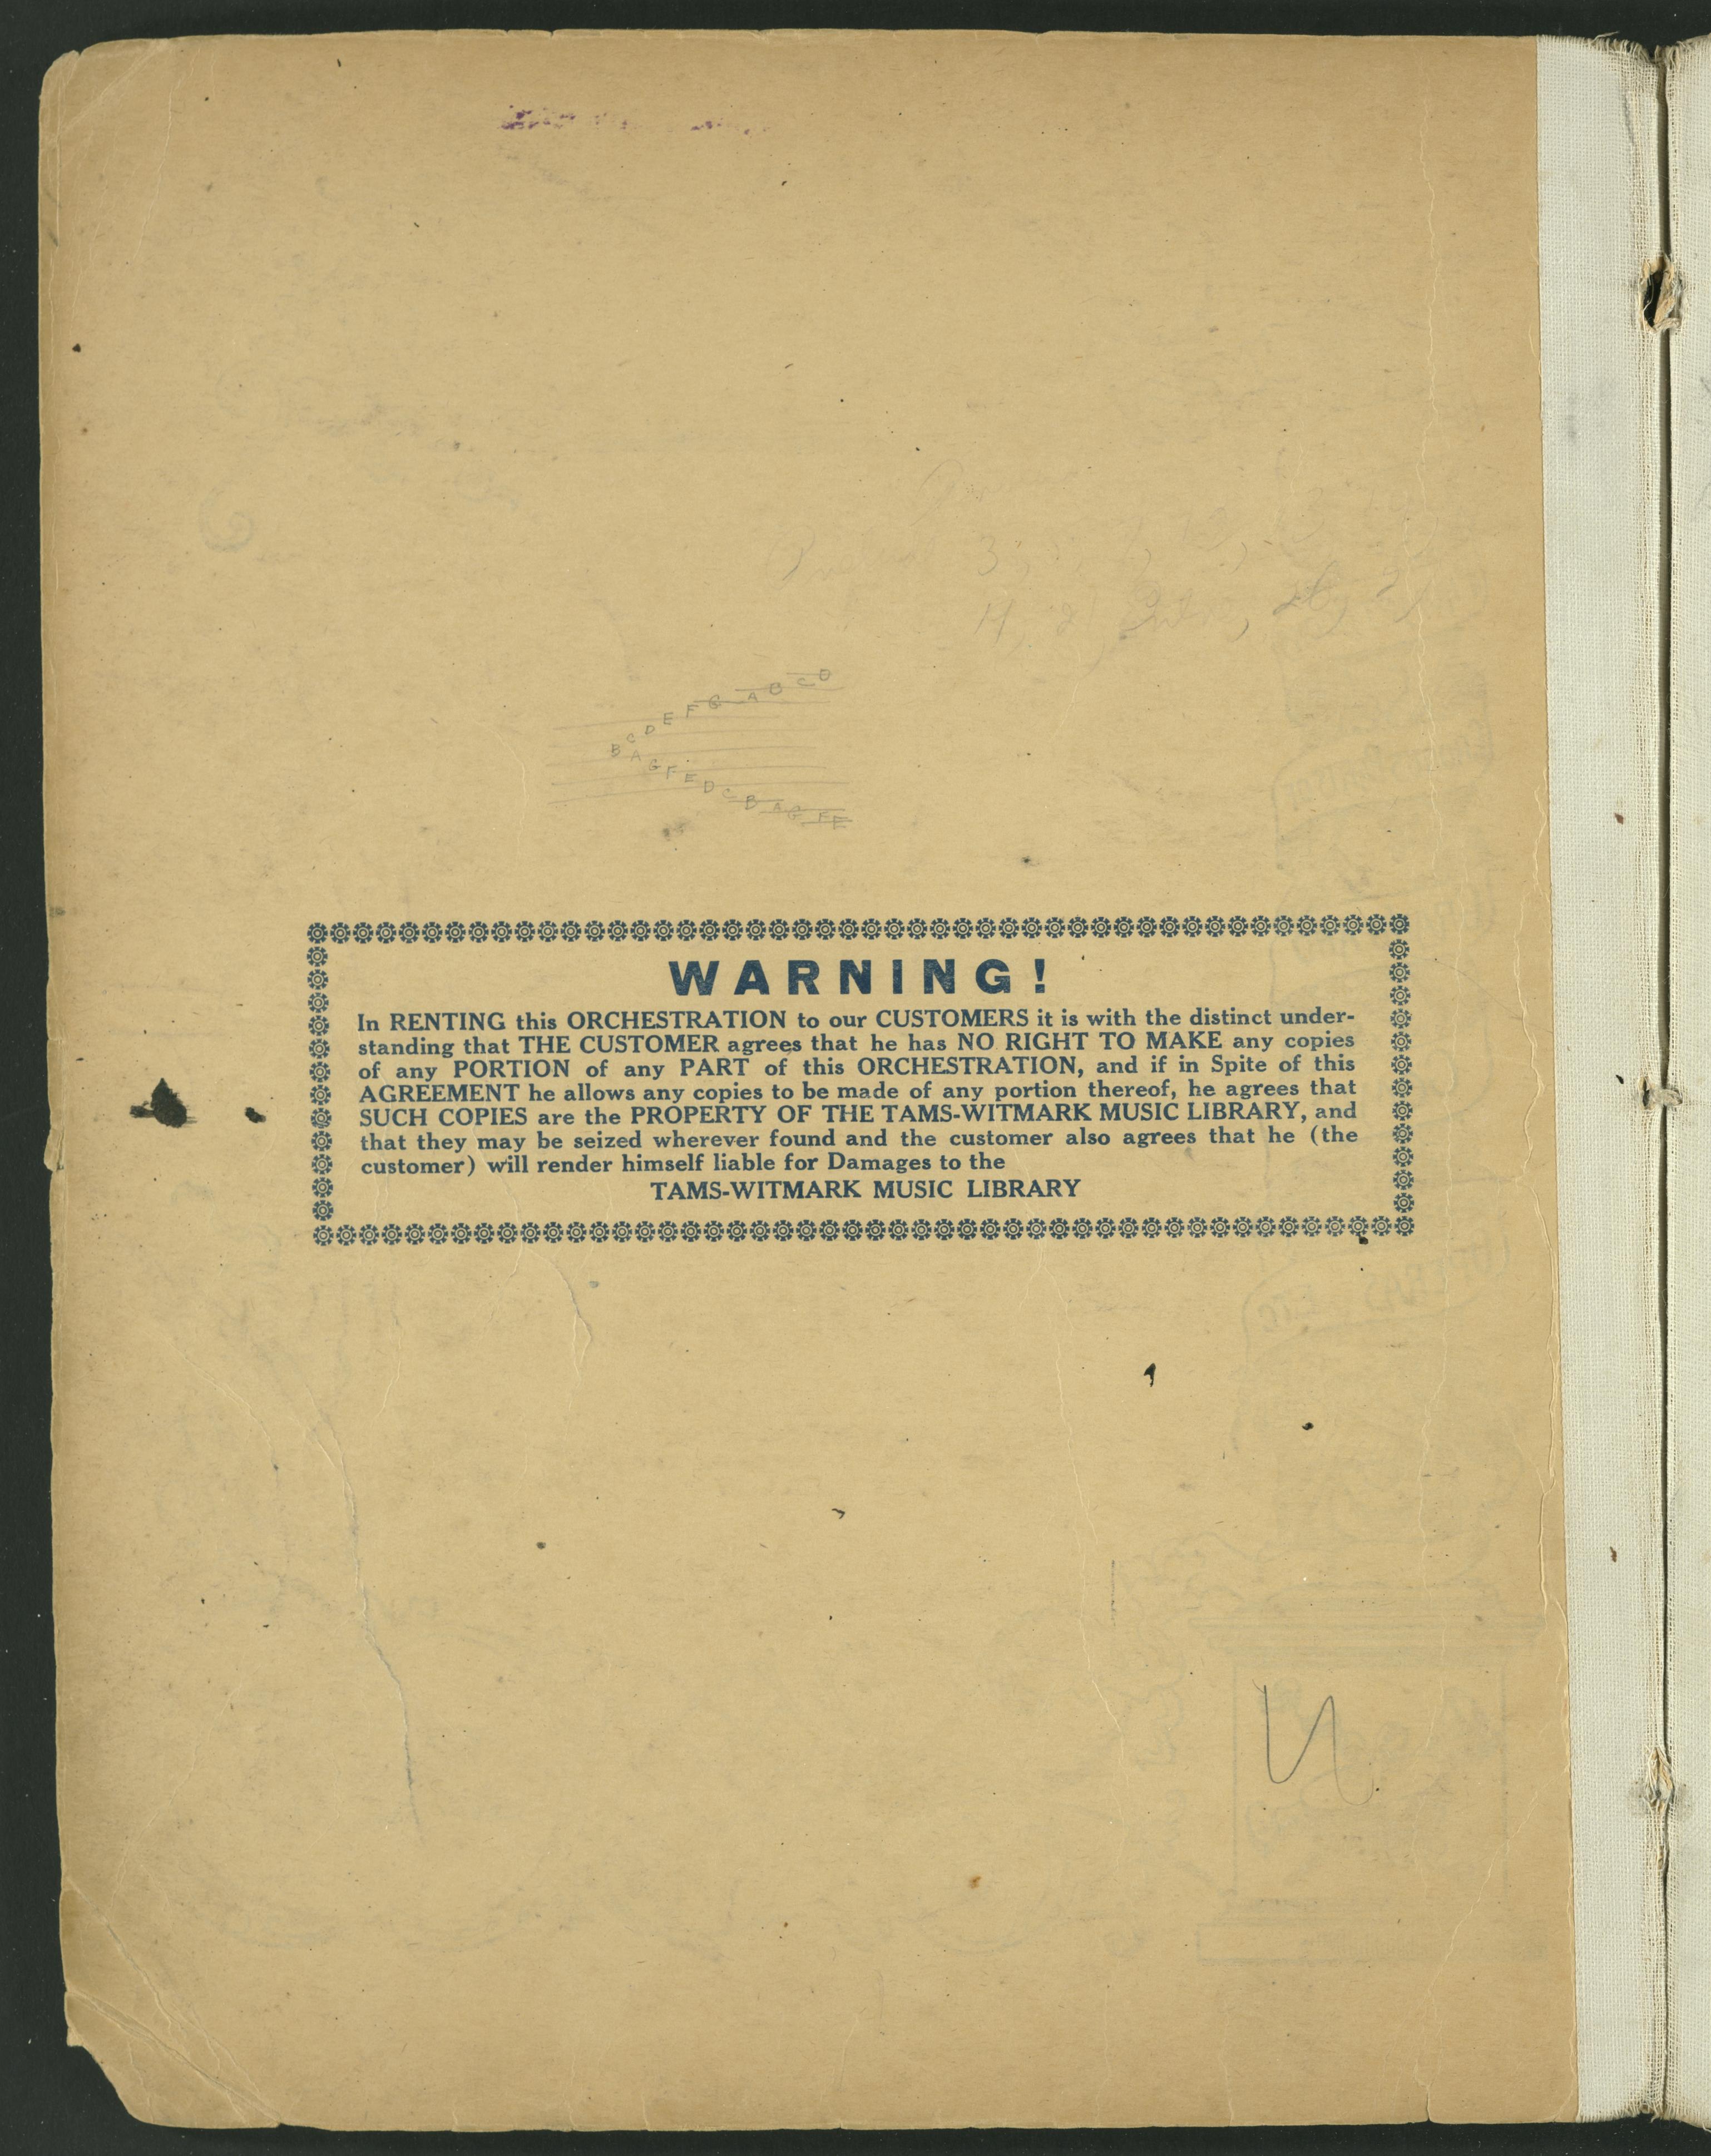 B C D E F G A B C D
A G F E D C B A G F E
WARNING!
In RENTING this ORCHESTRATION to our CUSTOMERS it is with the distinct under-
standing that THE CUSTOMER agrees that he has NO RIGHT TO MAKE any copies
of any PORTION of any PART of this ORCHESTRATION, and if in Spite of this
AGREEMENT he allows any copies to be made of any portion thereof, he agrees that
SUCH COPIES are the PROPERTY OF THE TAMS-WITMARK MUSIC LIBRARY, and
that they may be seized wherever found and the customer also agrees that he (the
customer) will render himself liable for Damages to the
TAMS-WITMARK MUSIC LIBRARY